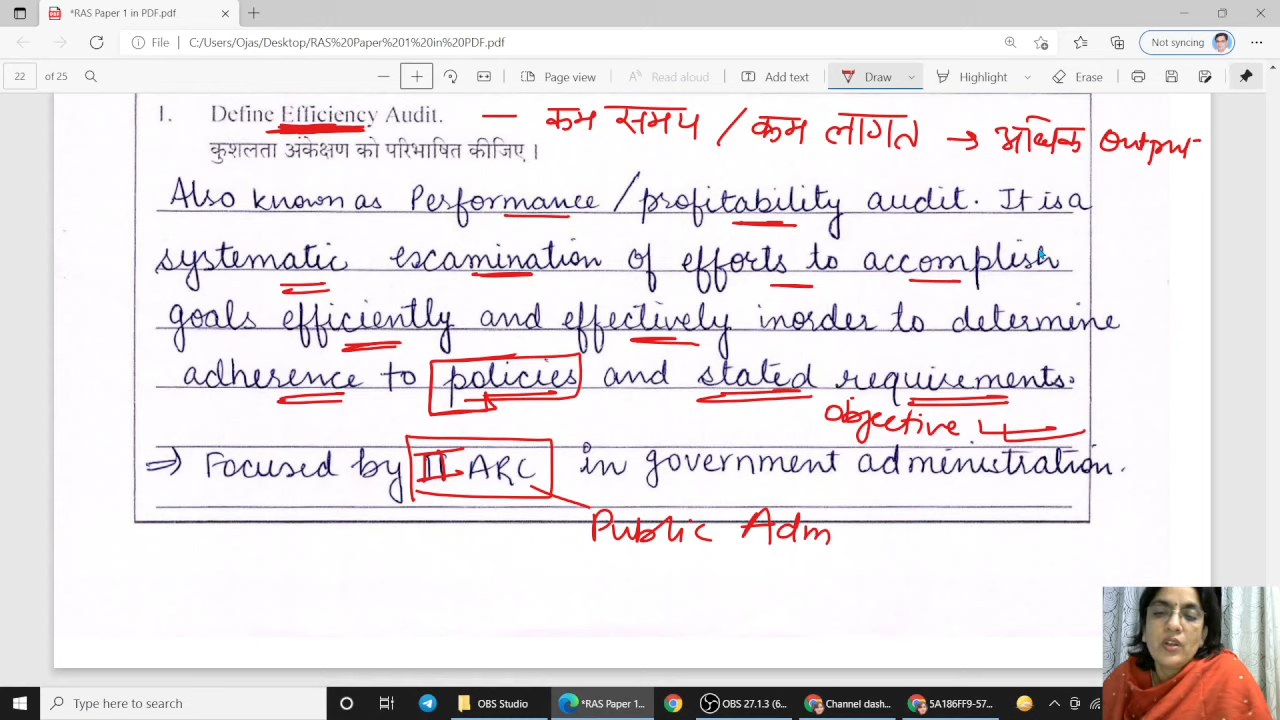 *RAS Paper 1 in PDF.pdf
File C:/Users/Ojas/Desktop/RAS%20Paper%201%20in%20PDF.pdf Not syncing
22 of 25 Page view Read aloud Add text Draw Highlight Erase
1. Define Efficiency Audit. — कम समय / कम लागत → अधिक output
कुशलता अंकेक्षण को परिभाषित कीजिए।
Also known as Performance/profitability audit. It is a
systematic examination of efforts to accomplish
goals efficiently and effectively inorder to determine
adherence to policies and stated requirements.
objective
⇒ Focused by II ARC in government administration.
Public Adm
Type here to search OBS Studio *RAS Paper 1... OBS 27.1.3 (6... Channel dash... 5A186FF9-57...